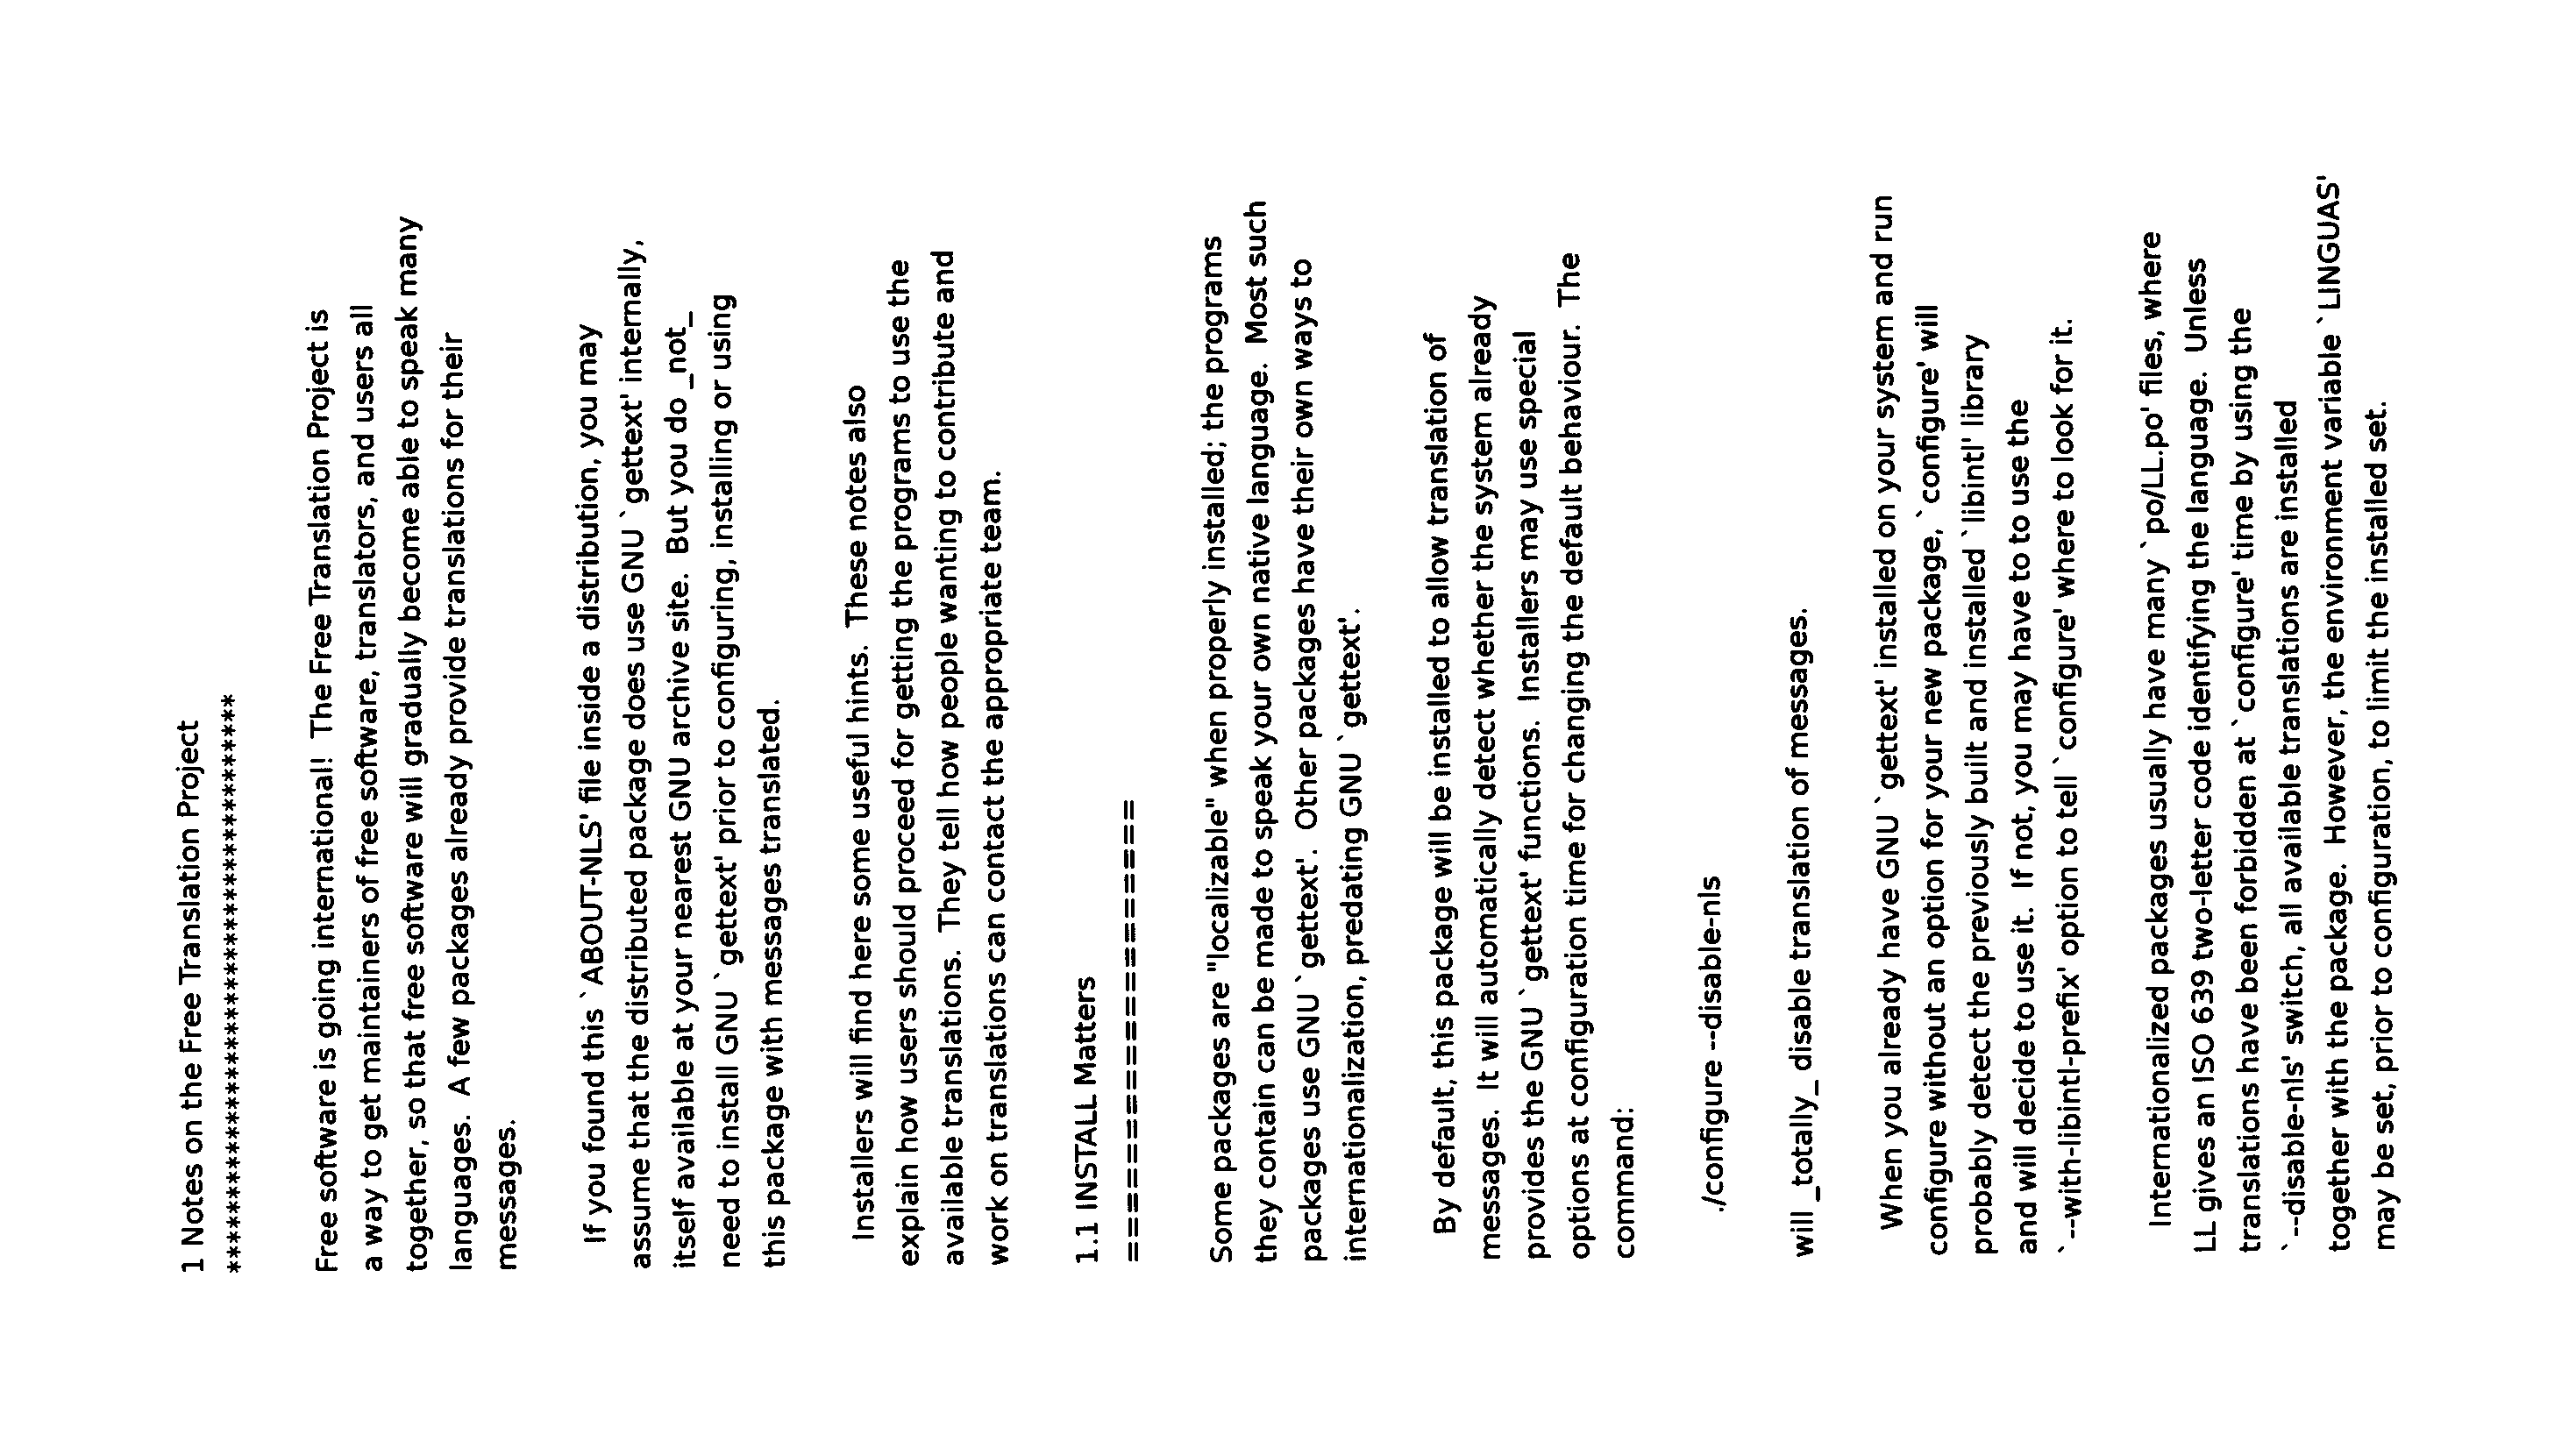 1 Notes on the Free Translation Project
***************************************
Free software is going international!  The Free Translation Project is
a way to get maintainers of free software, translators, and users all
together, so that free software will gradually become able to speak many
languages.  A few packages already provide translations for their
messages.
If you found this `ABOUT-NLS' file inside a distribution, you may
assume that the distributed package does use GNU `gettext' internally,
itself available at your nearest GNU archive site.  But you do _not_
need to install GNU `gettext' prior to configuring, installing or using
this package with messages translated.
Installers will find here some useful hints.  These notes also
explain how users should proceed for getting the programs to use the
available translations.  They tell how people wanting to contribute and
work on translations can contact the appropriate team.
1.1 INSTALL Matters
===================
Some packages are "localizable" when properly installed; the programs
they contain can be made to speak your own native language.  Most such
packages use GNU `gettext'.  Other packages have their own ways to
internationalization, predating GNU `gettext'.
By default, this package will be installed to allow translation of
messages.  It will automatically detect whether the system already
provides the GNU `gettext' functions.  Installers may use special
options at configuration time for changing the default behaviour.  The
command:
./configure --disable-nls
will _totally_ disable translation of messages.
When you already have GNU `gettext' installed on your system and run
configure without an option for your new package, `configure' will
probably detect the previously built and installed `libintl' library
and will decide to use it.  If not, you may have to to use the
`--with-libintl-prefix' option to tell `configure' where to look for it.
Internationalized packages usually have many `po/LL.po' files, where
LL gives an ISO 639 two-letter code identifying the language.  Unless
translations have been forbidden at `configure' time by using the
`--disable-nls' switch, all available translations are installed
together with the package.  However, the environment variable `LINGUAS'
may be set, prior to configuration, to limit the installed set.